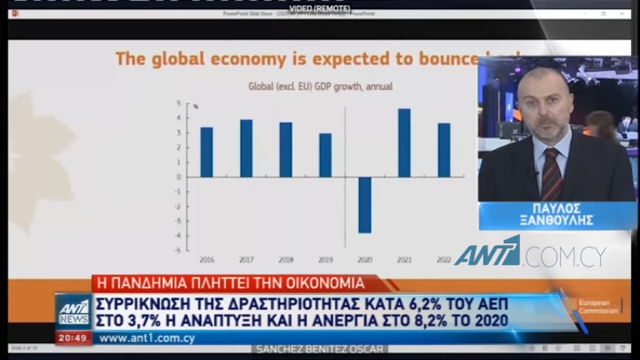 VIDEO (REMOTE)
The global economy is expected to bounce
Global (excl. EU) GDP growth, annual
%
5
4
3
2
1
0
-1
-2
-3
-4
-5
2016 2017 2018 2019 2020 2021 2022
ΠΑΥΛΟΣ
ΞΑΝΘΟΥΛΗΣ
ANT1.COM.CY
European
Commission
Η ΠΑΝΔΗΜΙΑ ΠΛΗΤΤΕΙ ΤΗΝ ΟΙΚΟΝΟΜΙΑ
ANT1
NEWS
ΣΥΡΡΙΚΝΩΣΗ ΤΗΣ ΔΡΑΣΤΗΡΙΟΤΗΤΑΣ ΚΑΤΑ 6,2% ΤΟΥ ΑΕΠ
ΣΤΟ 3,7% Η ΑΝΑΠΤΥΞΗ ΚΑΙ Η ΑΝΕΡΓΙΑ ΣΤΟ 8,2% ΤΟ 2020
20:49 www.ant1.com.cy
SANCHEZ BENITEZ OSCAR